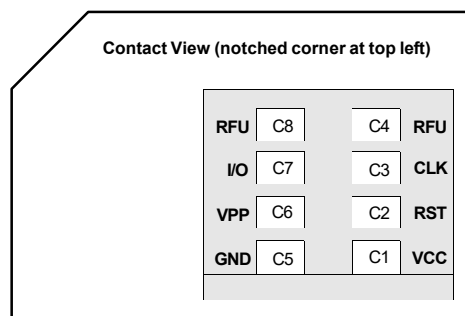 Contact View (notched corner at top left)
RFU C8 C4 RFU
I/O C7 C3 CLK
VPP C6 C2 RST
GND C5 C1 VCC